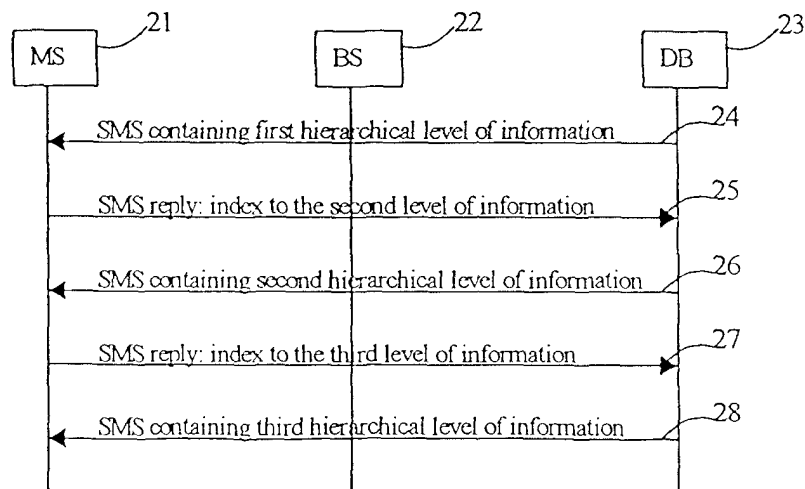 21
22
23
MS
BS
DB
24
SMS containing first hierarchical level of information
25
SMS reply: index to the second level of information
26
SMS containing second hierarchical level of information
27
SMS reply: index to the third level of information
28
SMS containing third hierarchical level of information